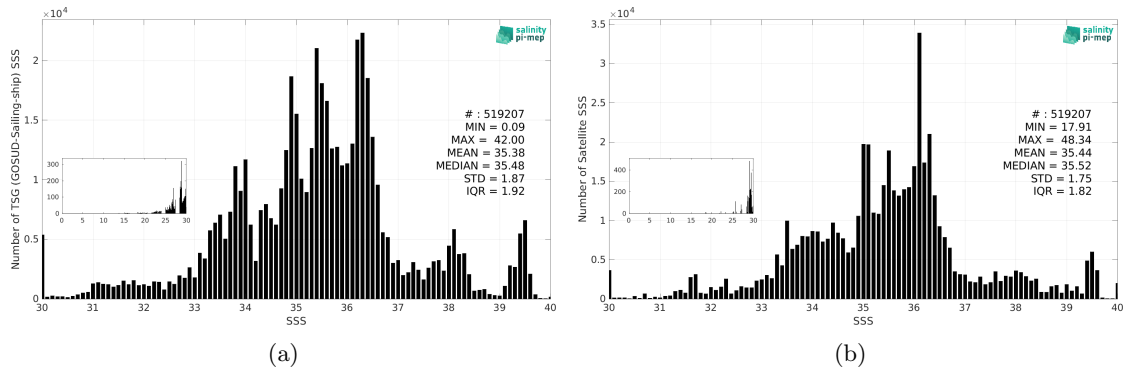 ×10⁴
salinity
pi-mep
Number of TSG (GOSUD-Sailing-ship) SSS
2
1.5
1
0.5
0
# : 519207
MIN = 0.09
MAX = 42.00
MEAN = 35.38
MEDIAN = 35.48
STD = 1.87
IQR = 1.92
300
200
100
0
0 5 10 15 20 25 30
30 31 32 33 34 35 36 37 38 39 40
SSS
(a)
×10⁴
salinity
pi-mep
Number of Satellite SSS
3.5
3
2.5
2
1.5
1
0.5
0
# : 519207
MIN = 17.91
MAX = 48.34
MEAN = 35.44
MEDIAN = 35.52
STD = 1.75
IQR = 1.82
400
200
0
0 5 10 15 20 25 30
30 31 32 33 34 35 36 37 38 39 40
SSS
(b)